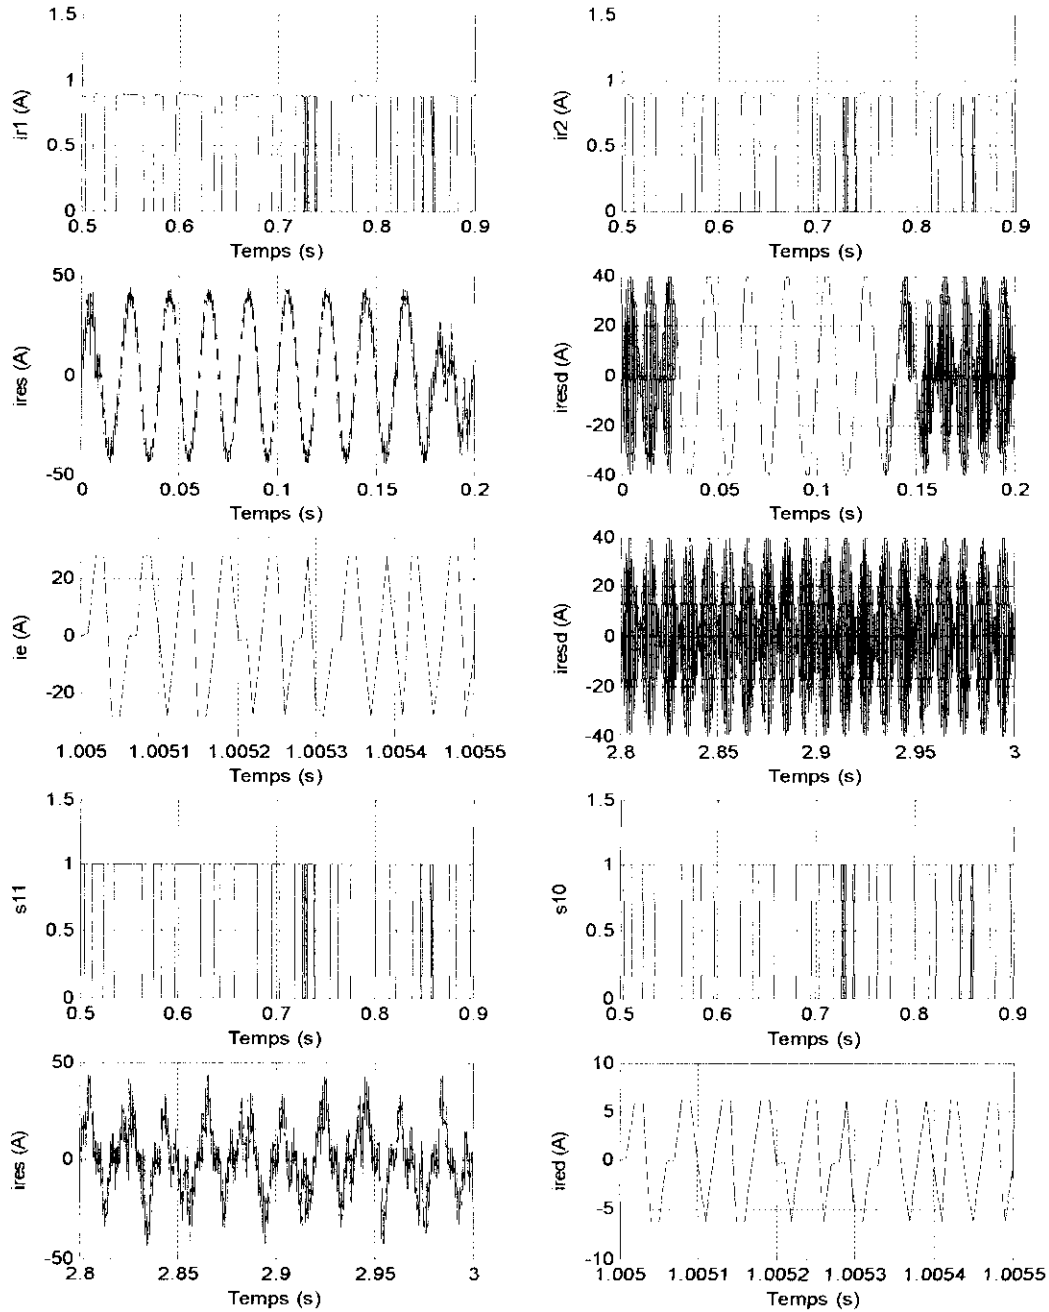 1.5
1
0.5
0
ir1 (A)
0.5 0.6 0.7 0.8 0.9
Temps (s)
1.5
1
0.5
0
ir2 (A)
0.5 0.6 0.7 0.8 0.9
Temps (s)
50
0
-50
ires (A)
0 0.05 0.1 0.15 0.2
Temps (s)
40
20
0
-20
-40
iresd (A)
0 0.05 0.1 0.15 0.2
Temps (s)
20
0
-20
ie (A)
1.005 1.0051 1.0052 1.0053 1.0054 1.0055
Temps (s)
40
20
0
-20
-40
iresd (A)
2.8 2.85 2.9 2.95 3
Temps (s)
1.5
1
0.5
0
s11
0.5 0.6 0.7 0.8 0.9
Temps (s)
1.5
1
0.5
0
s10
0.5 0.6 0.7 0.8 0.9
Temps (s)
50
0
-50
ires (A)
2.8 2.85 2.9 2.95 3
Temps (s)
10
5
0
-5
-10
ired (A)
1.005 1.0051 1.0052 1.0053 1.0054 1.0055
Temps (s)